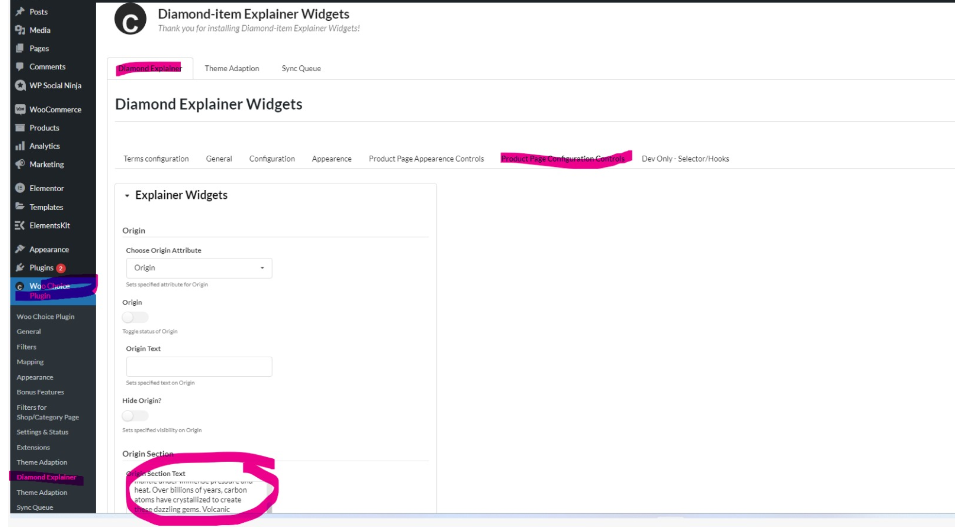 Posts
Media
Pages
Comments
WP Social Ninja
WooCommerce
Products
Analytics
Marketing
Elementor
Templates
ElementsKit
Appearance
Plugins 2
Woo Choice
Plugin
Woo Choice Plugin
General
Filters
Mapping
Appearance
Bonus Features
Filters for
Shop/Category Page
Settings & Status
Extensions
Theme Adaption
Diamond Explainer
Theme Adaption
Sync Queue
C
Diamond-item Explainer Widgets
Thank you for installing Diamond-Item Explainer Widgets!
Diamond Explainer Theme Adaption Sync Queue
Diamond Explainer Widgets
Terms configuration General Configuration Appearence Product Page Appearence Controls Product Page Configuration Controls Dev Only - Selector/Hooks
Explainer Widgets
Origin
Choose Origin Attribute
Origin
Sets specified attribute for Origin
Origin
Toggle status of Origin
Origin Text
Sets specified text on Origin
Hide Origin?
Sets specified visibility on Origin
Origin Section
Origin Section Text
mantle under immense pressure and
heat. Over billions of years, carbon
atoms have crystallized to create
these dazzling gems. Volcanic